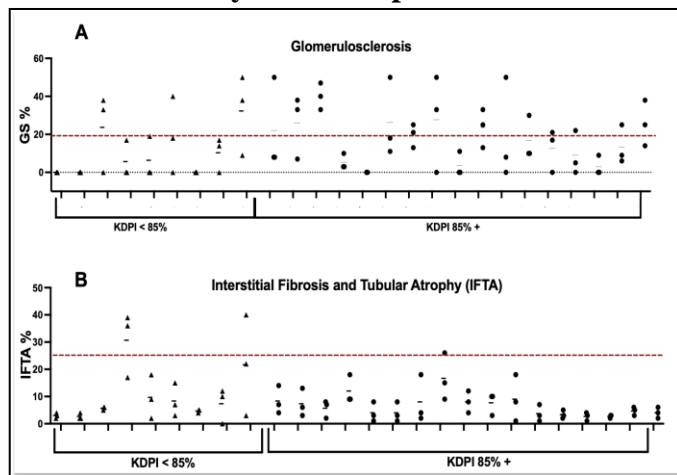 A
Glomerulosclerosis
GS %
60
40
20
0
KDPI < 85%
KDPI 85% +
B
Interstitial Fibrosis and Tubular Atrophy (IFTA)
IFTA %
50
40
30
20
10
0
KDPI < 85%
KDPI 85% +